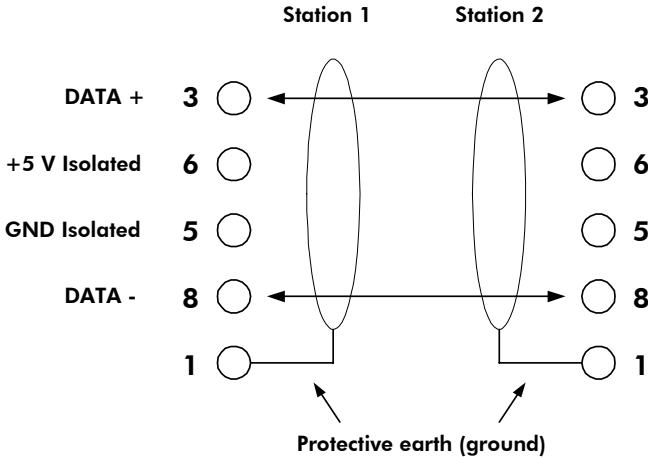 Station 1 Station 2
DATA + 3 3
+5 V Isolated 6 6
GND Isolated 5 5
DATA - 8 8
1 1
Protective earth (ground)